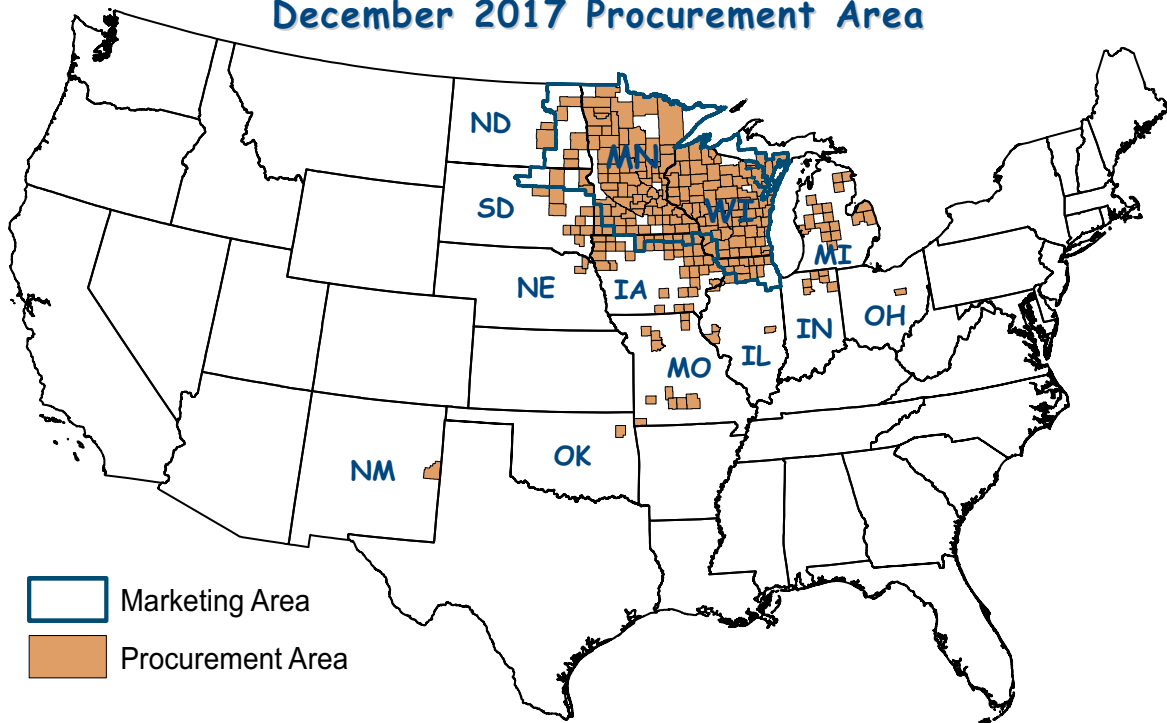 December 2017 Procurement Area
ND
MN
SD
WI
MI
NE
IA
IN
OH
IL
MO
OK
NM
Marketing Area
Procurement Area